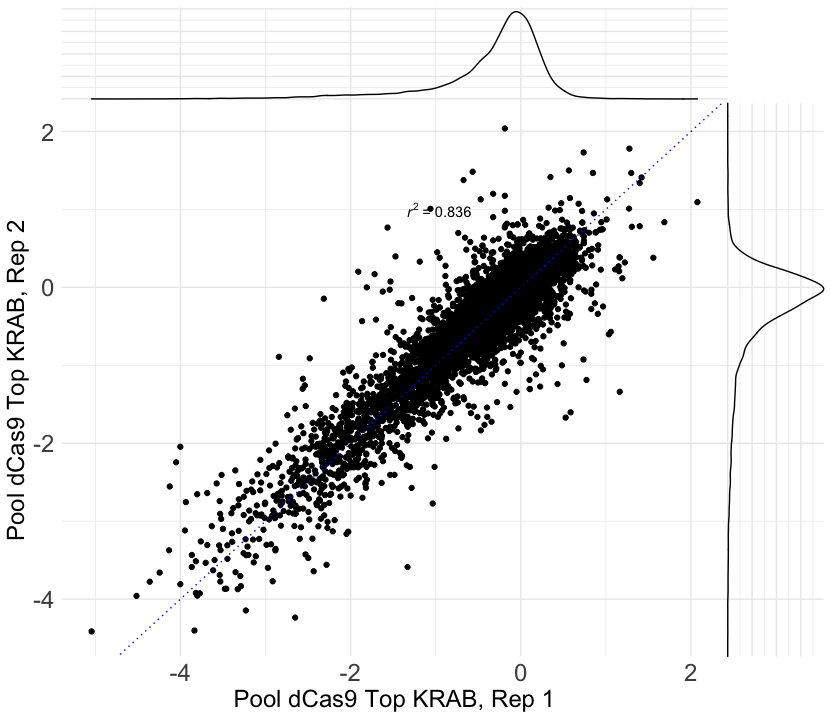 2
r² = 0.836
0
-2
-4
Pool dCas9 Top KRAB, Rep 2
-4 -2 0 2
Pool dCas9 Top KRAB, Rep 1